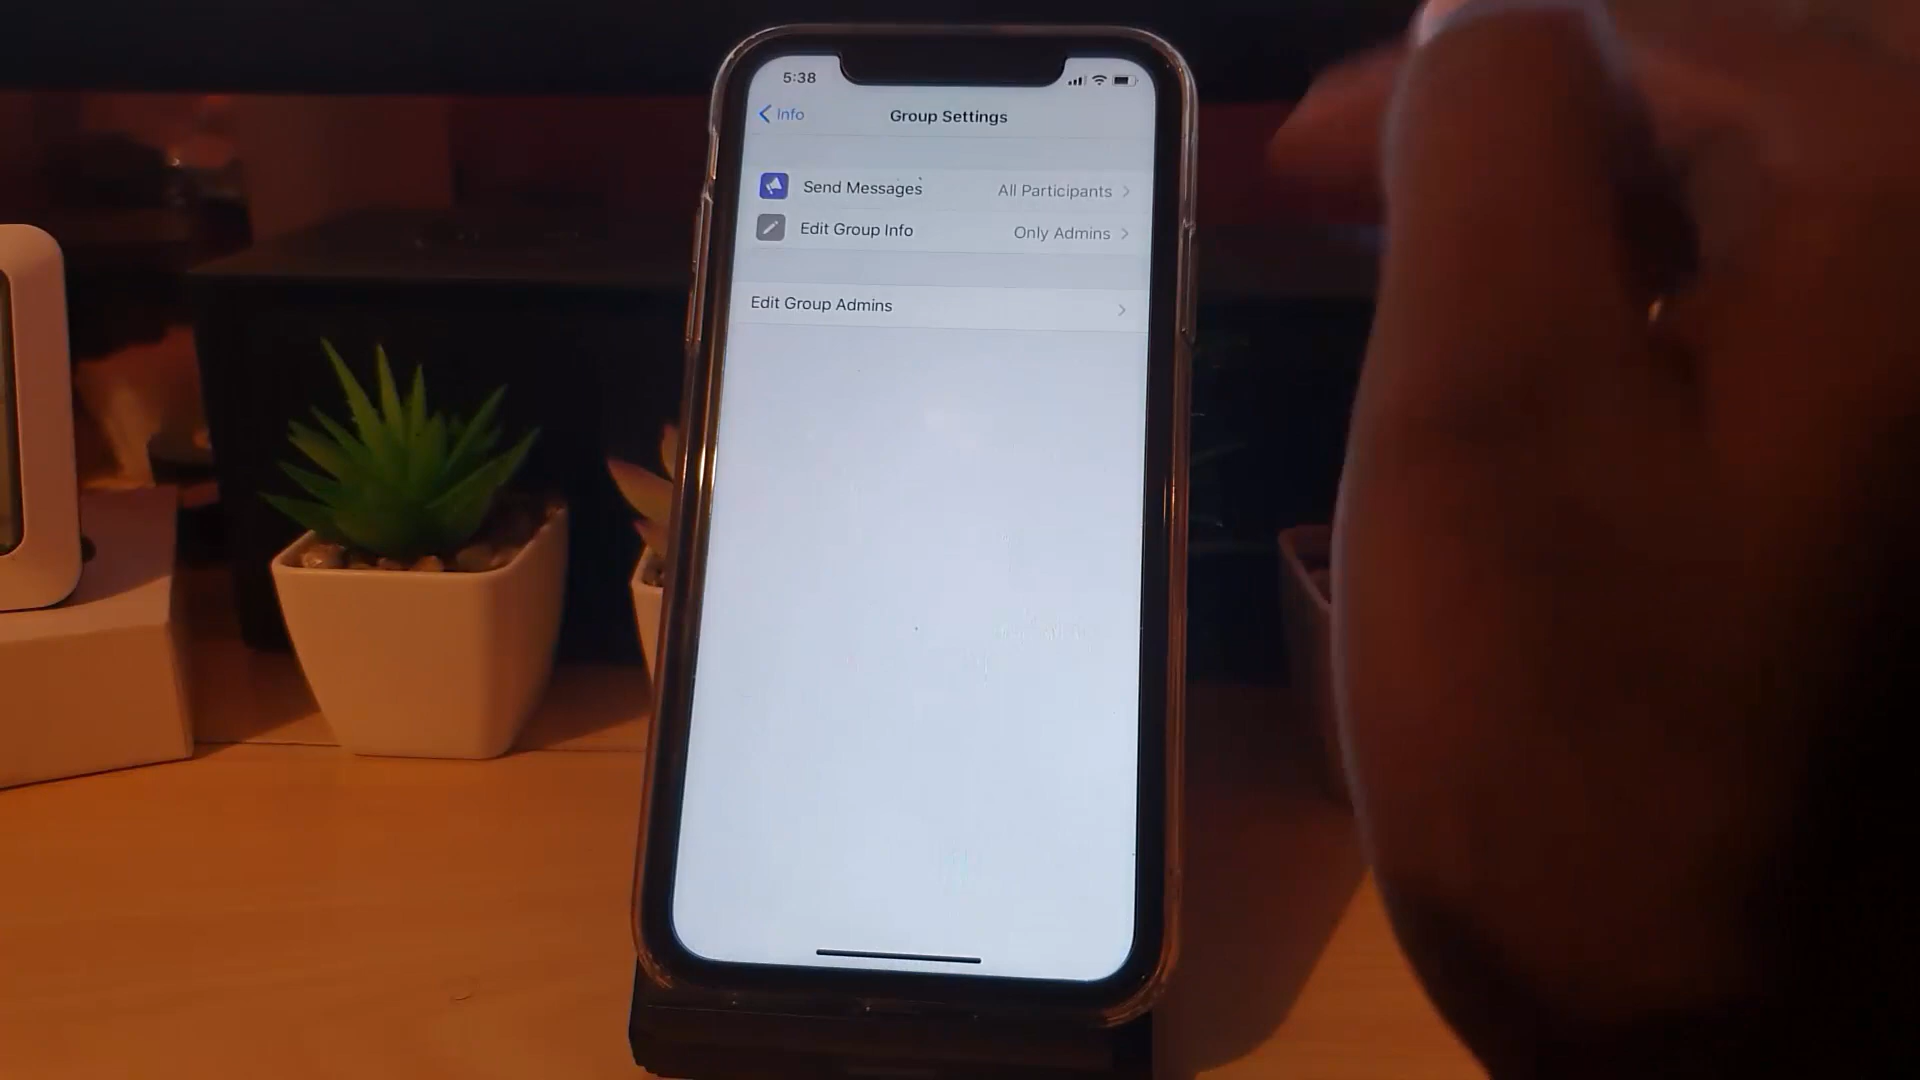 5:38
Info
Group Settings
Send Messages
All Participants
Edit Group Info
Only Admins
Edit Group Admins